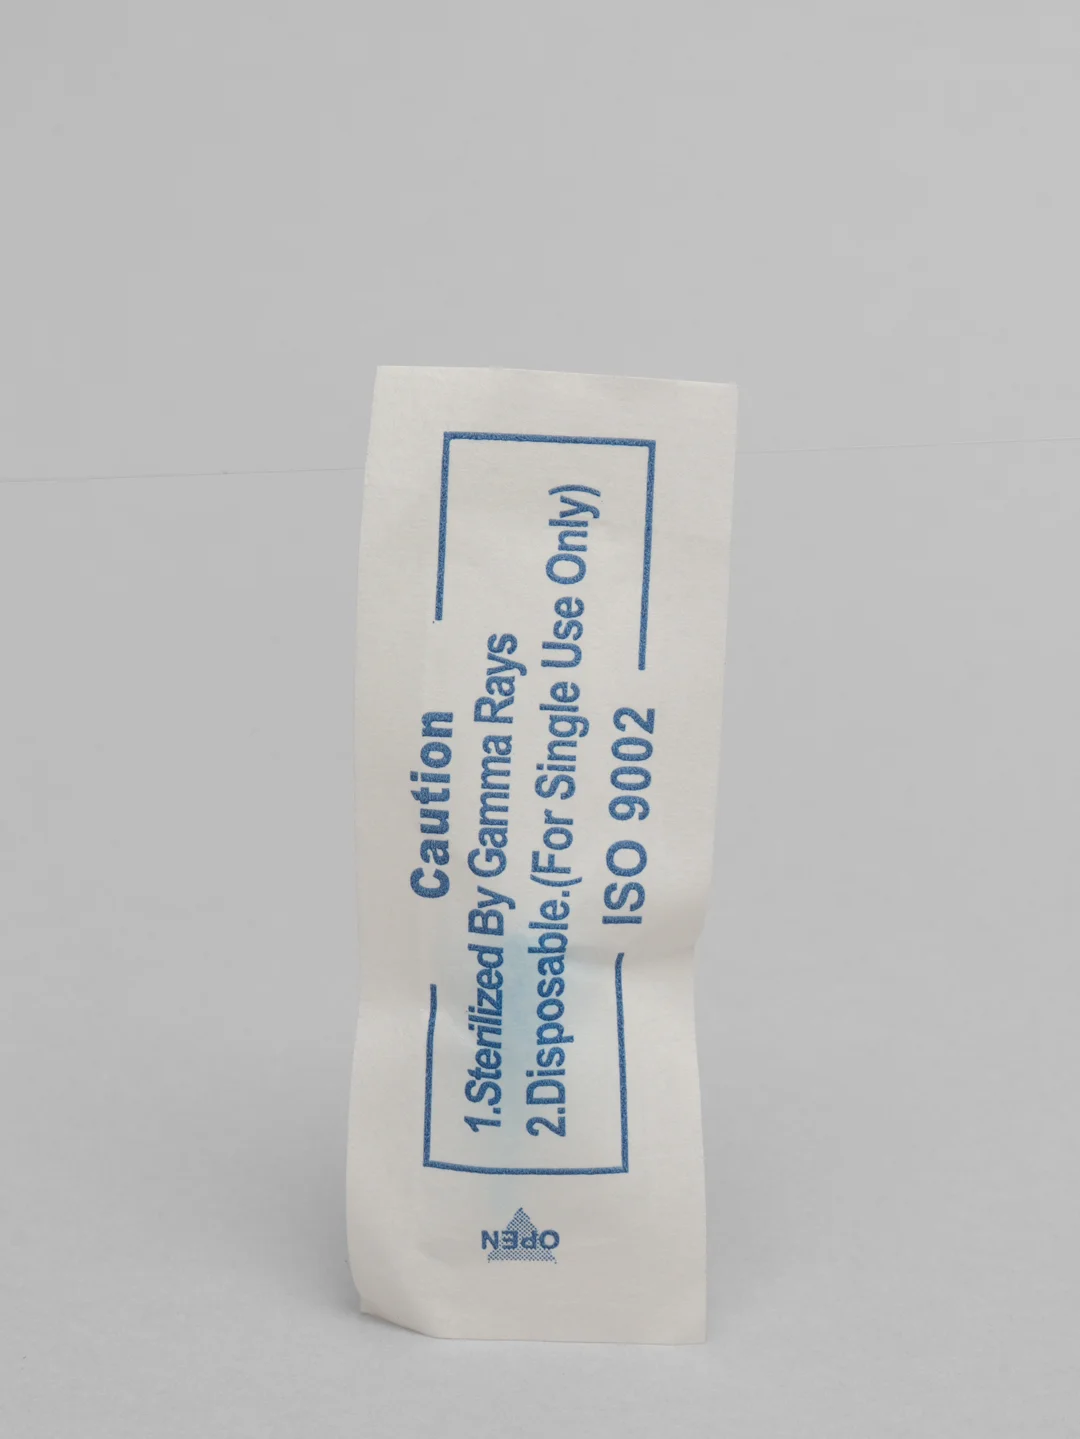 Caution
1.Sterilized By Gamma Rays
2.Disposable.(For Single Use Only)
ISO 9002
OPEN